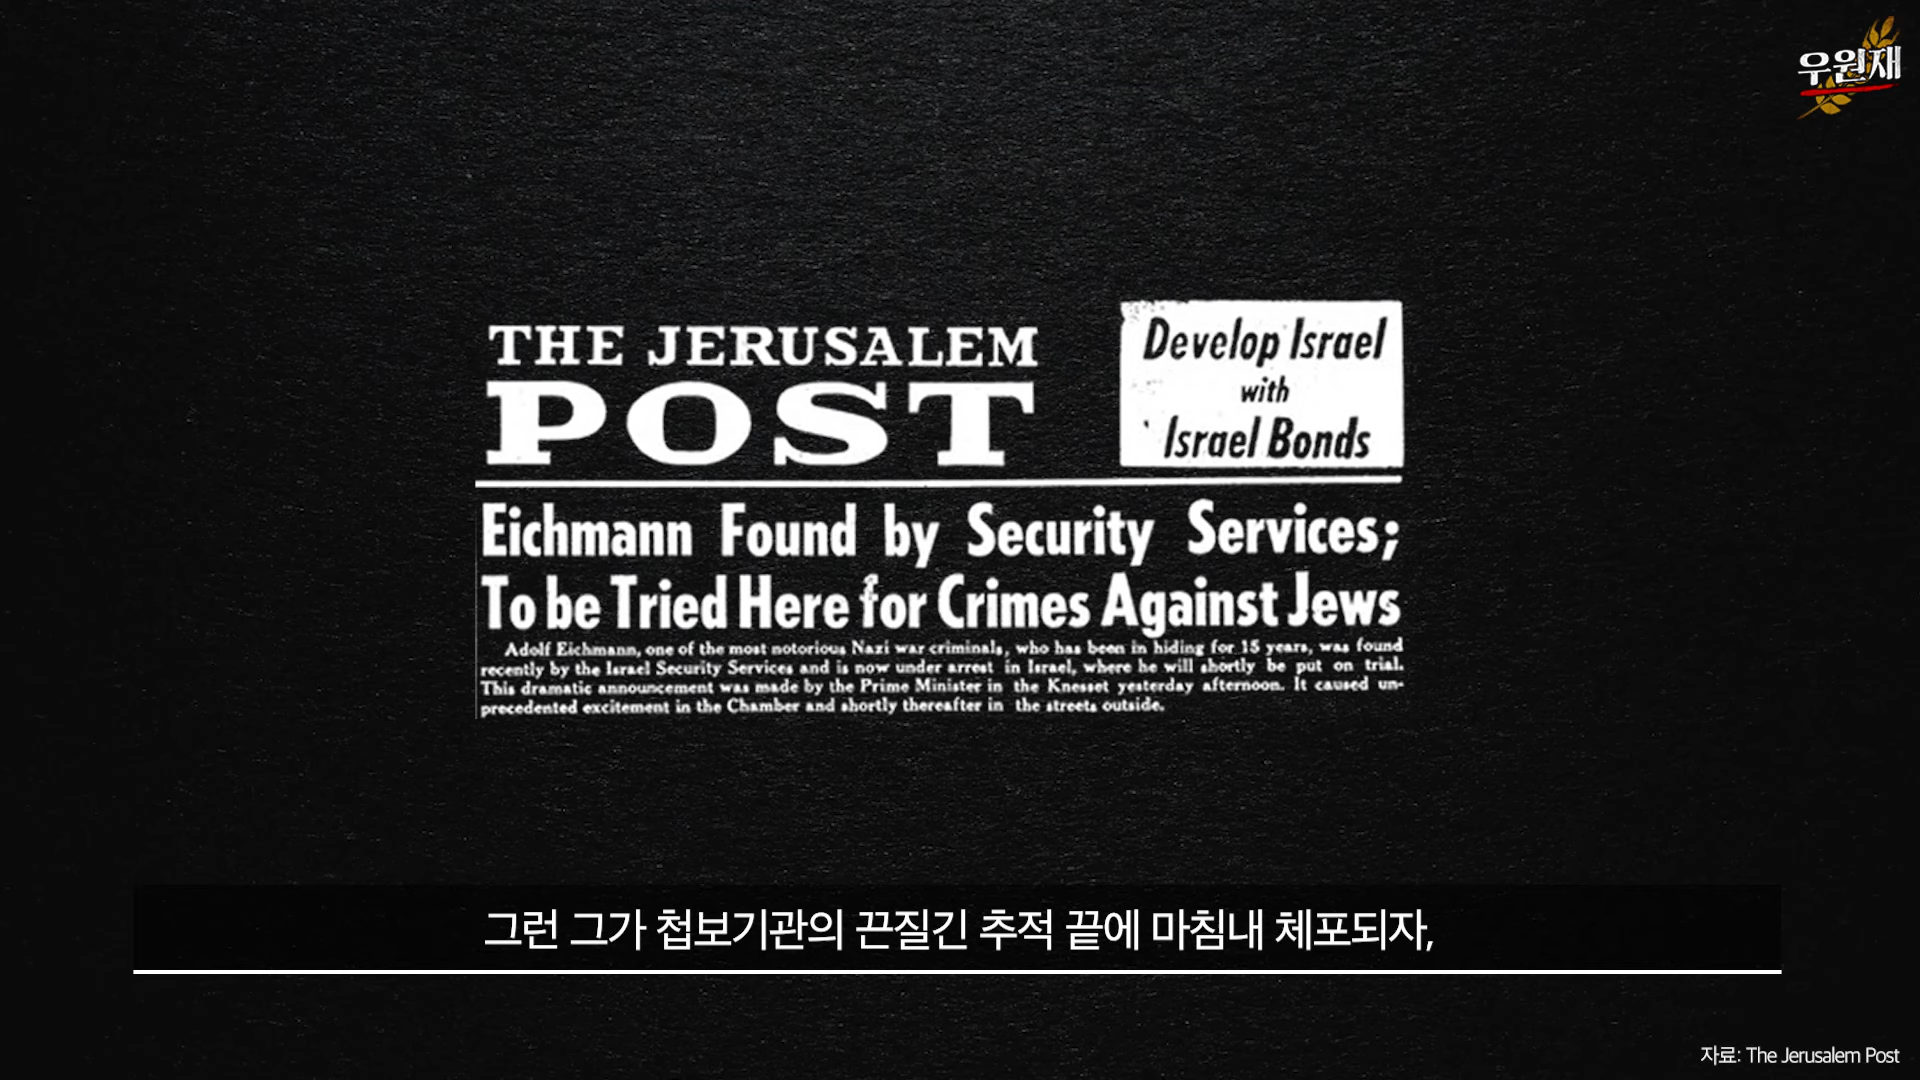 우원재
THE JERUSALEM
POST
Develop Israel
with
Israel Bonds
Eichmann Found by Security Services;
To be Tried Here for Crimes Against Jews
Adolf Eichmann, one of the most notorious Nazi war criminals, who has been in hiding for 15 years, was found
recently by the Israel Security Services and is now under arrest in Israel, where he will shortly be put on trial.
This dramatic announcement was made by the Prime Minister in the Knesset yesterday afternoon. It caused un-
precedented excitement in the Chamber and shortly thereafter in the streets outside.
그런 그가 첩보기관의 끈질긴 추적 끝에 마침내 체포되자,
자료: The Jerusalem Post